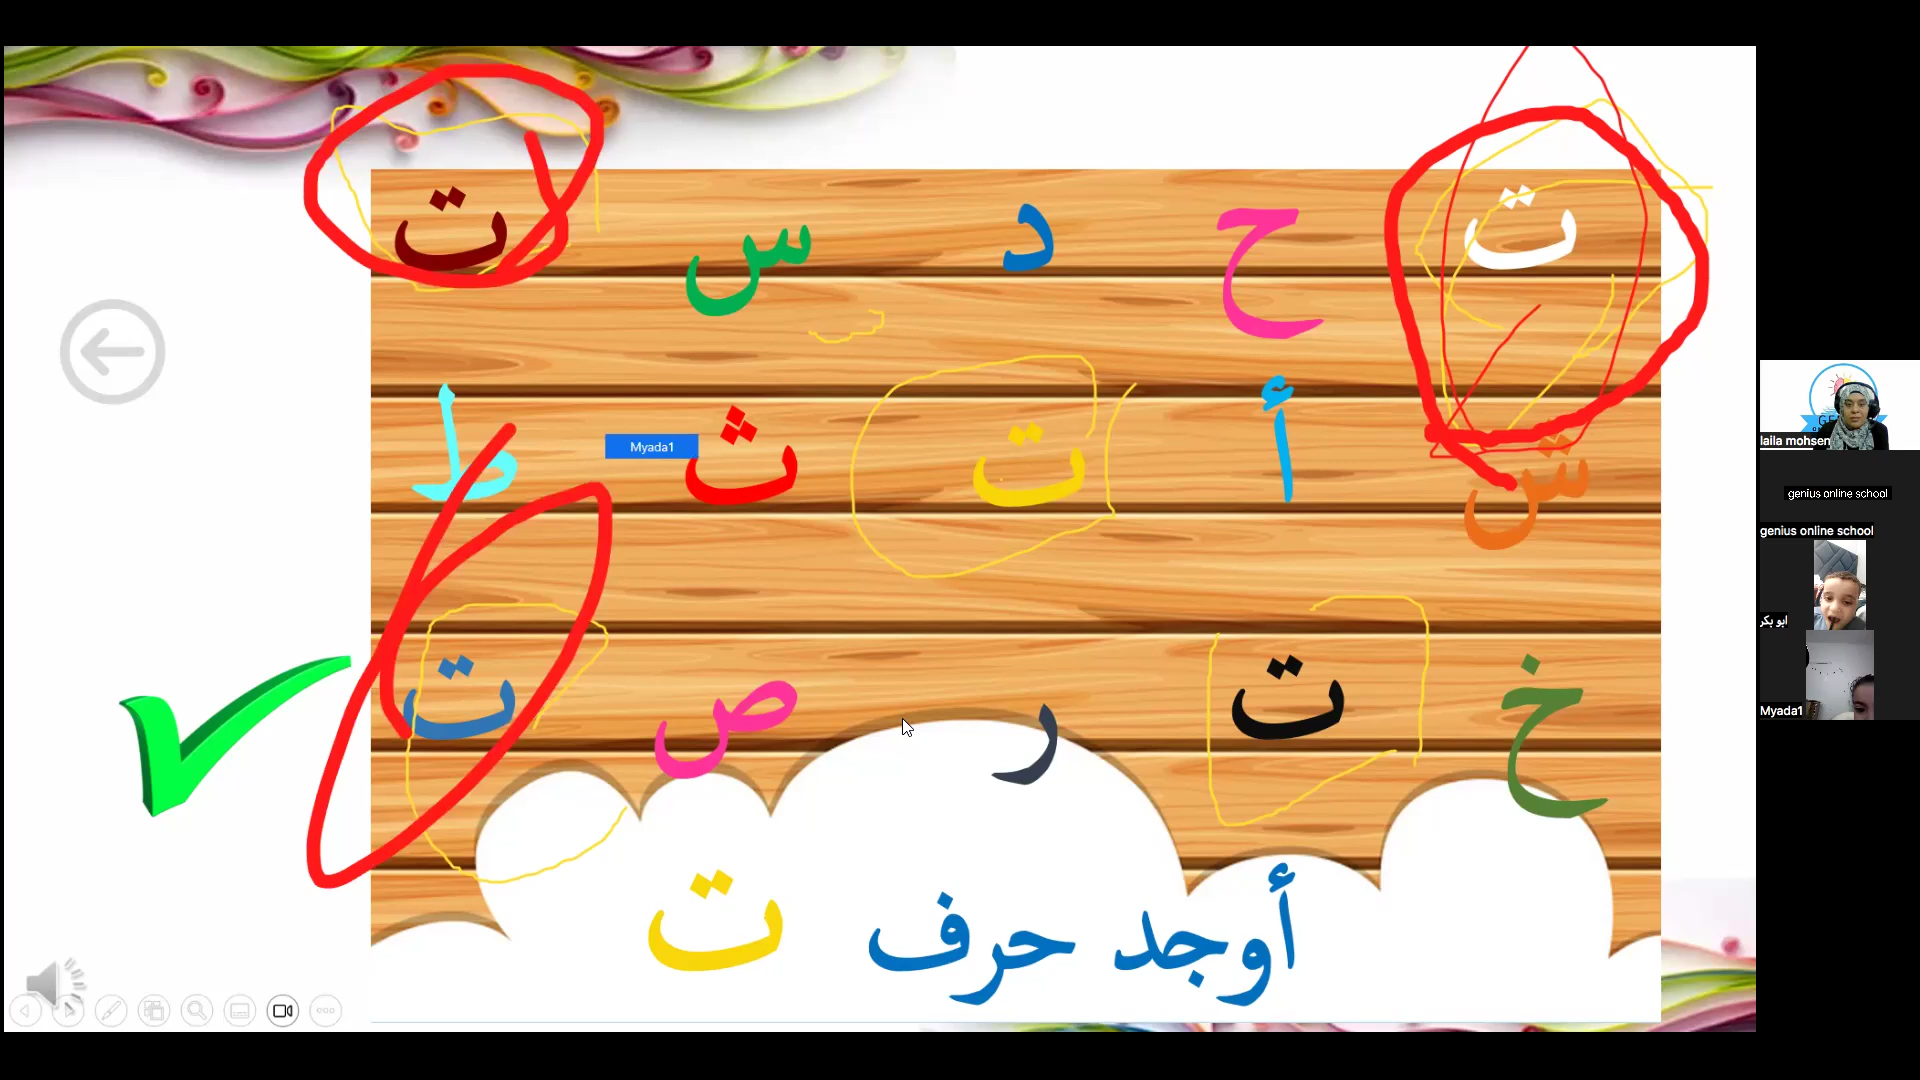 ت ح د س ت
ش أ ت ث ط
Myada1
خ ت ر ص ت
أوجد حرف ت
laila mohsen
genius online school
genius online school
ابو بكر
Myada1